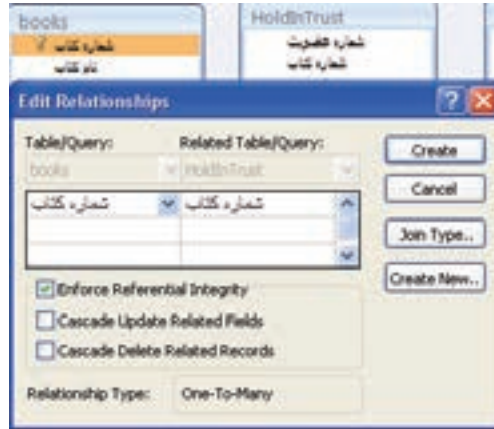 books
شماره کتاب
نام کتاب
HoldInTrust
شماره عضویت
شماره کتاب
Edit Relationships
Table/Query: Related Table/Query:
books HoldInTrust
شماره کتاب شماره کتاب
Enforce Referential Integrity
Cascade Update Related Fields
Cascade Delete Related Records
Relationship Type: One-To-Many
Create
Cancel
Join Type..
Create New..